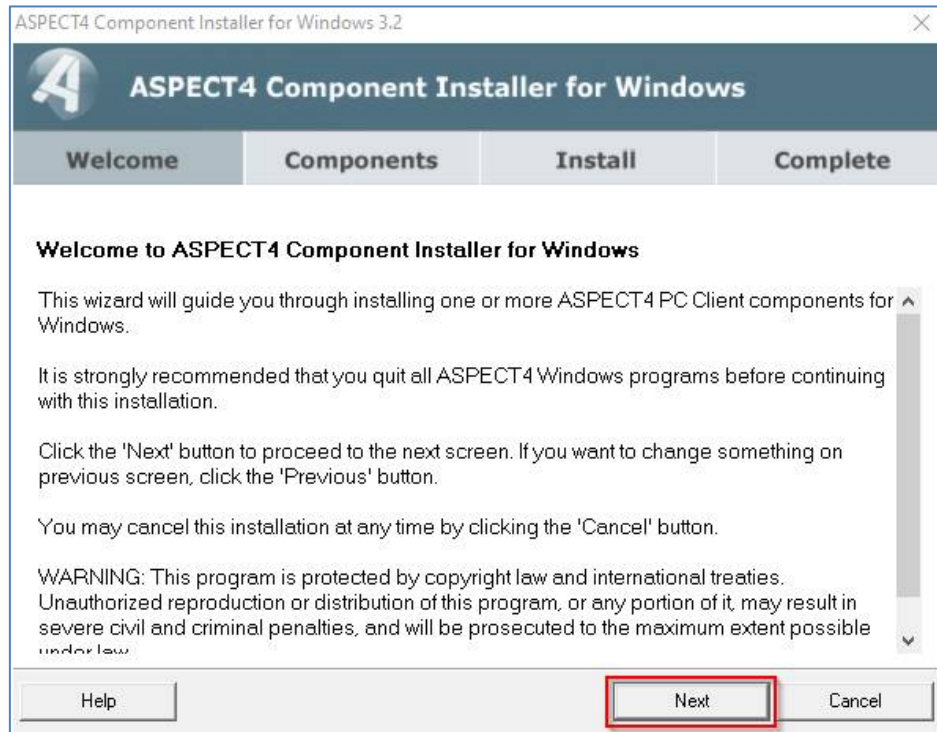 ASPECT4 Component Installer for Windows 3.2
ASPECT4 Component Installer for Windows
Welcome Components Install Complete
Welcome to ASPECT4 Component Installer for Windows
This wizard will guide you through installing one or more ASPECT4 PC Client components for
Windows.
It is strongly recommended that you quit all ASPECT4 Windows programs before continuing
with this installation.
Click the 'Next' button to proceed to the next screen. If you want to change something on
previous screen, click the 'Previous' button.
You may cancel this installation at any time by clicking the 'Cancel' button.
WARNING: This program is protected by copyright law and international treaties.
Unauthorized reproduction or distribution of this program, or any portion of it, may result in
severe civil and criminal penalties, and will be prosecuted to the maximum extent possible
under law.
Help Next Cancel